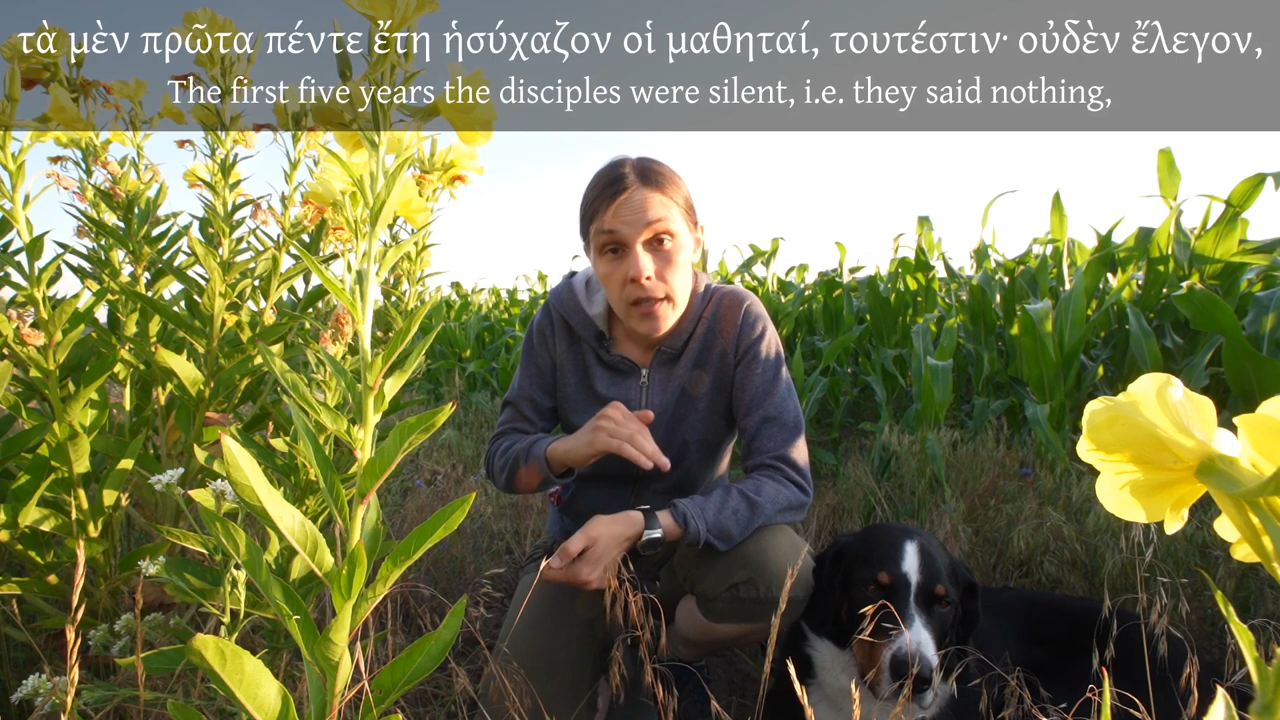 τὰ μὲν πρῶτα πέντε ἔτη ἡσύχαζον οἱ μαθηταί, τουτέστιν· οὐδὲν ἔλεγον,
The first five years the disciples were silent, i.e. they said nothing,